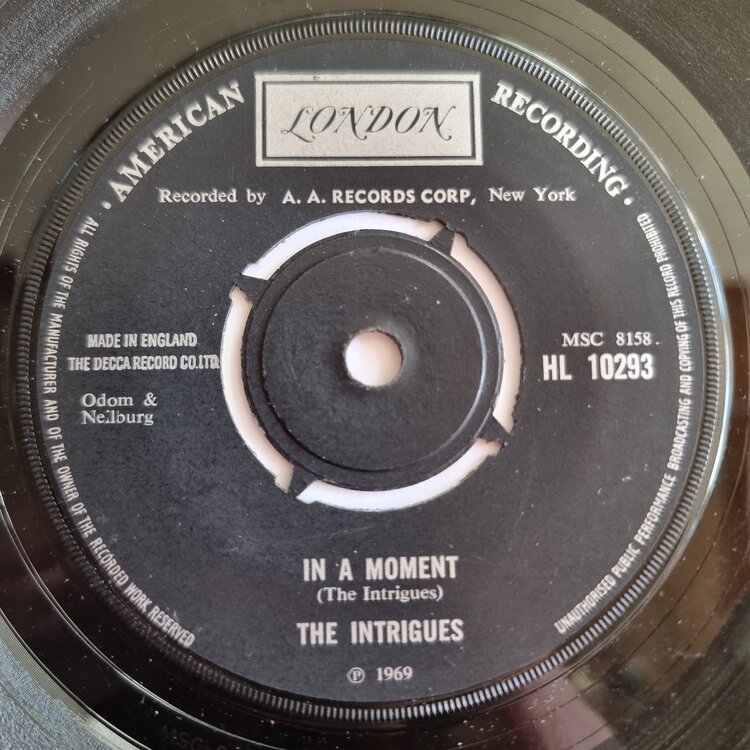 LONDON
· AMERICAN RECORDING ·
Recorded by A. A. RECORDS CORP, New York
MADE IN ENGLAND
THE DECCA RECORD CO.LTD.
Odom &
Neilburg
MSC 8158.
HL 10293
IN A MOMENT
(The Intrigues)
THE INTRIGUES
Ⓟ 1969
ALL RIGHTS OF THE MANUFACTURER AND OF THE OWNER OF THE RECORDED WORK RESERVED
UNAUTHORISED PUBLIC PERFORMANCE BROADCASTING AND COPYING OF THIS RECORD PROHIBITED